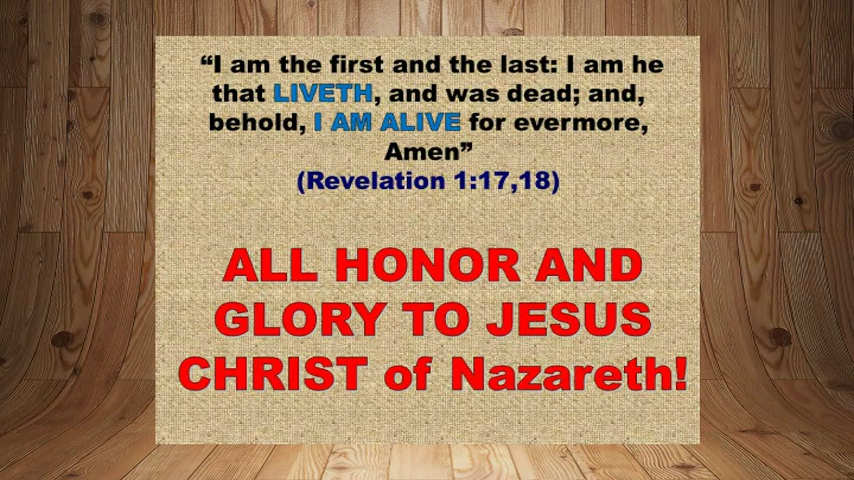 “I am the first and the last: I am he
that LIVETH, and was dead; and,
behold, I AM ALIVE for evermore,
Amen”
(Revelation 1:17,18)
ALL HONOR AND
GLORY TO JESUS
CHRIST of Nazareth!